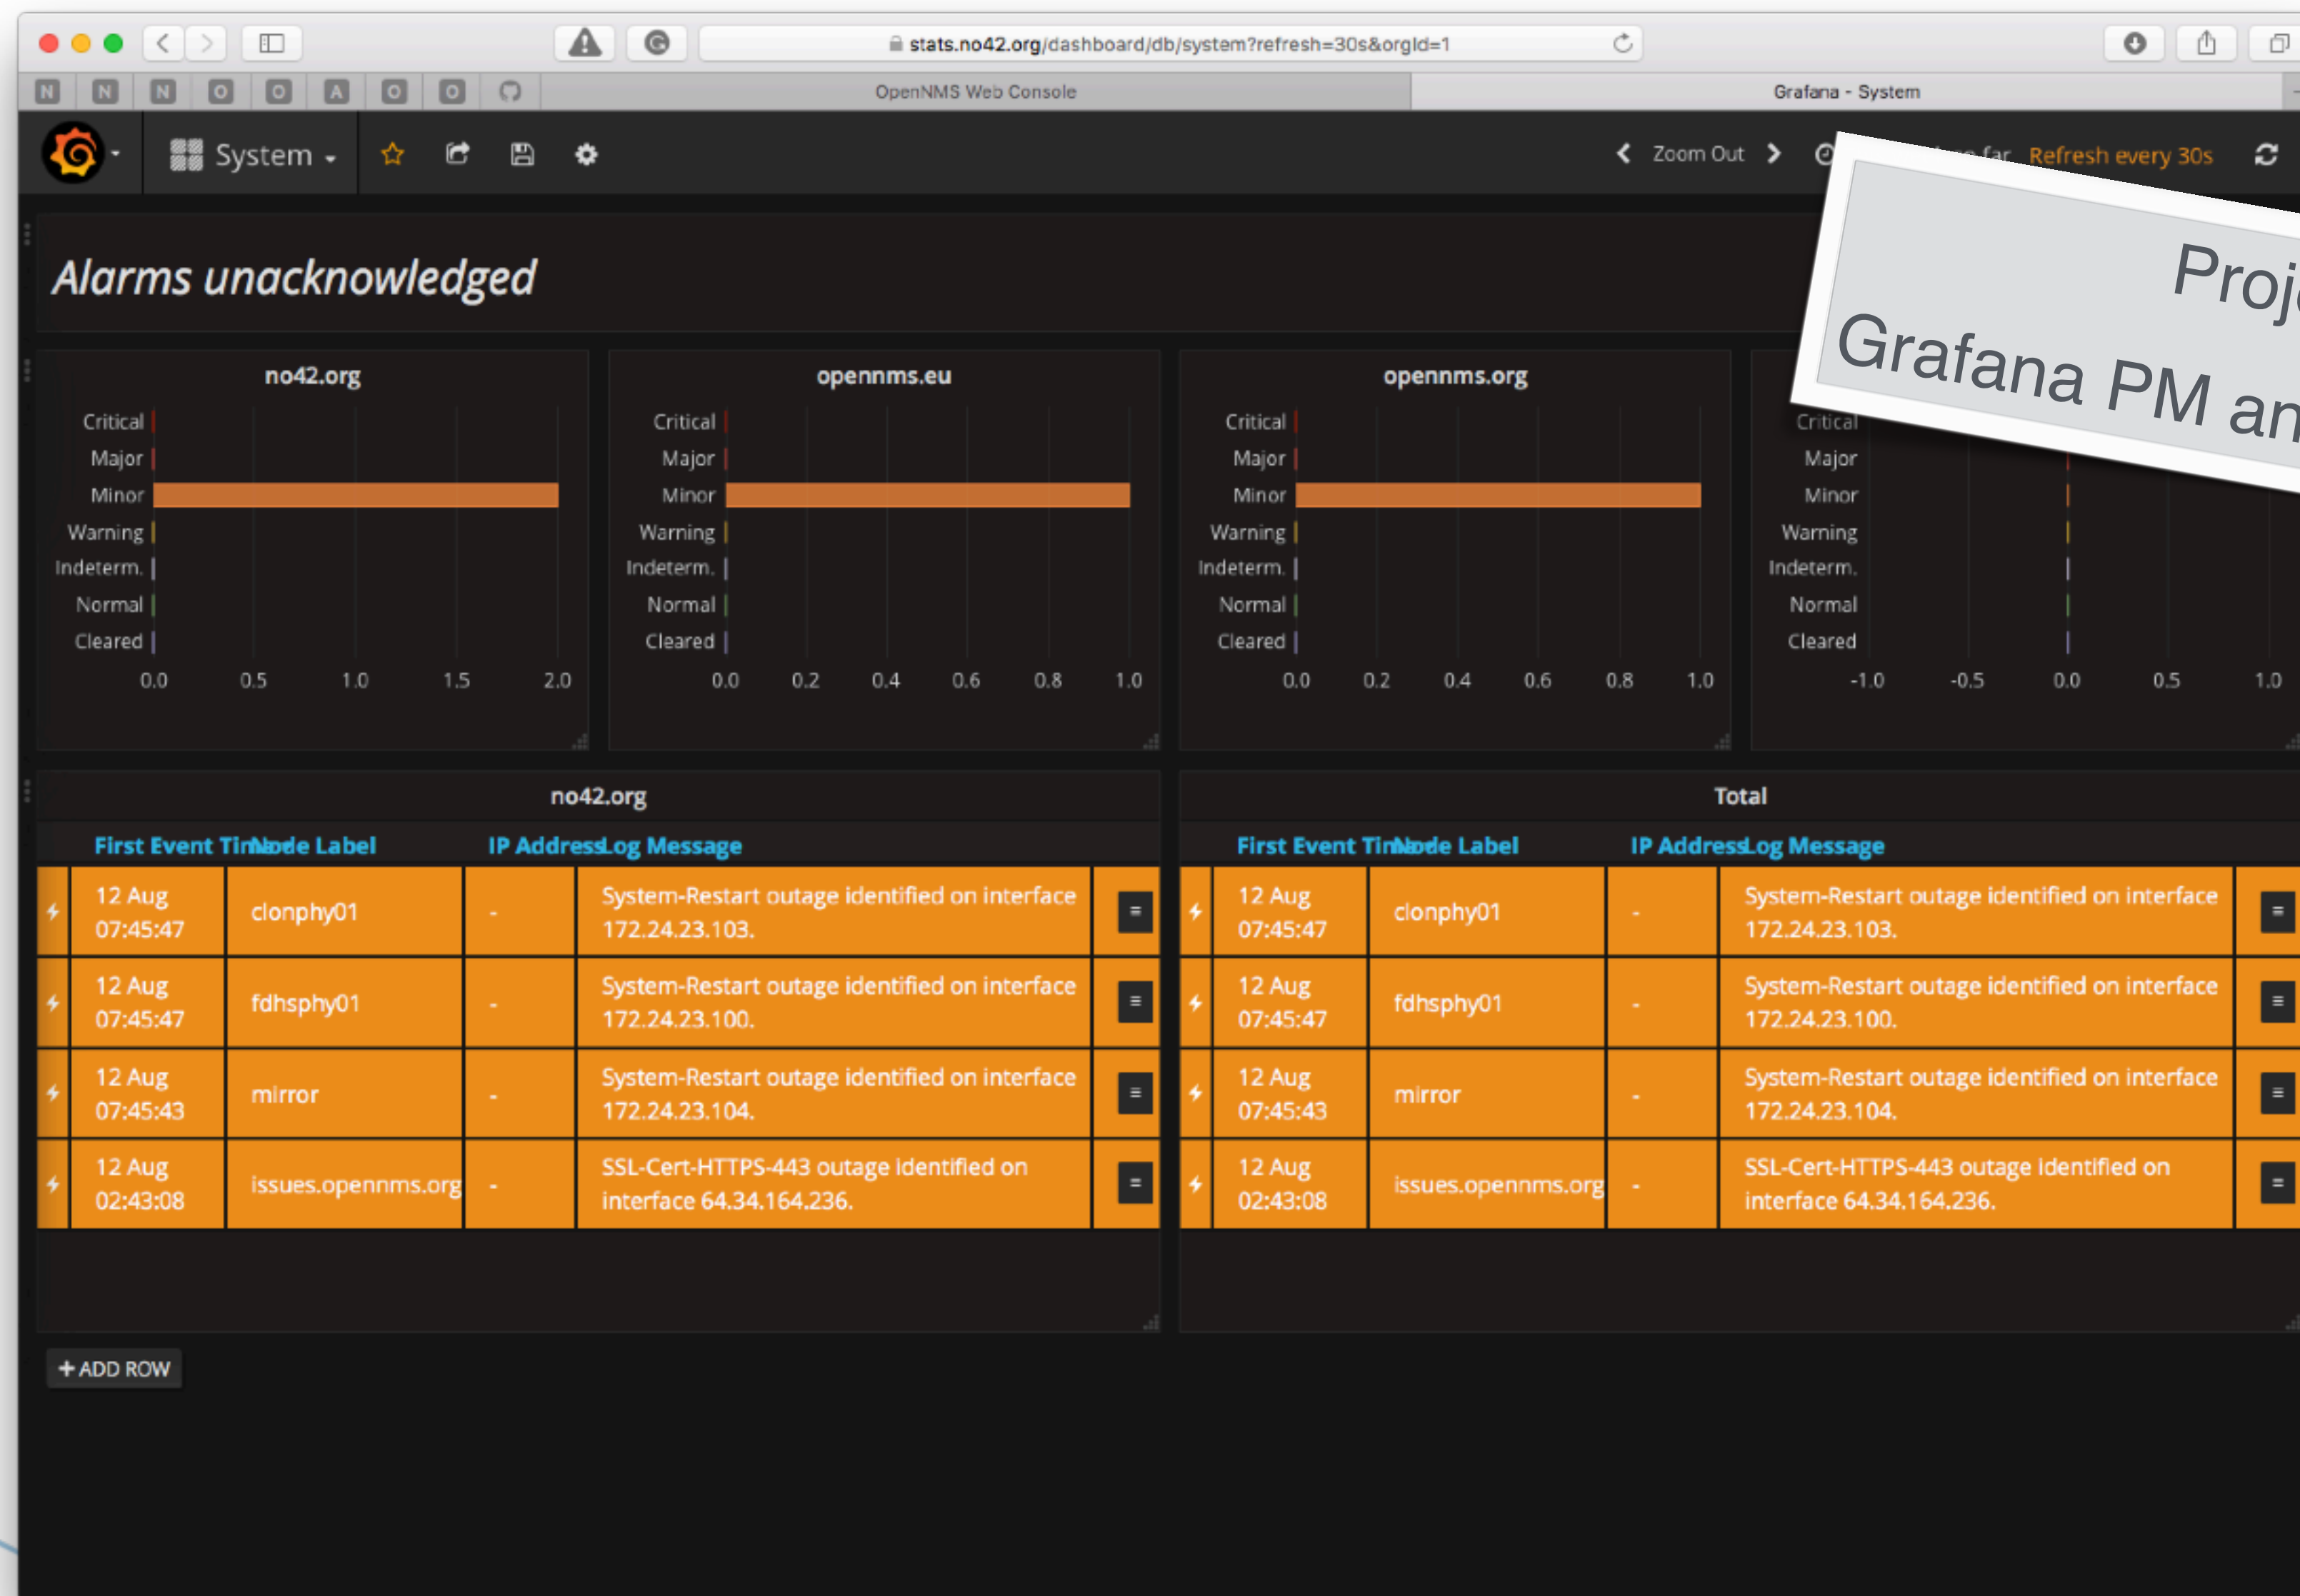 stats.no42.org/dashboard/db/system?refresh=30s&orgId=1
N N N O O A O O OpenNMS Web Console Grafana - System
System Zoom Out far Refresh every 30s
Alarms unacknowledged
Grafana PM
no42.org
Critical
Major
Minor
Warning
Indeterm.
Normal
Cleared
0.0 0.5 1.0 1.5 2.0
opennms.eu
Critical
Major
Minor
Warning
Indeterm.
Normal
Cleared
0.0 0.2 0.4 0.6 0.8 1.0
opennms.org
Critical
Major
Minor
Warning
Indeterm.
Normal
Cleared
0.0 0.2 0.4 0.6 0.8 1.0
Critical
Major
Minor
Warning
Indeterm.
Normal
Cleared
-1.0 -0.5 0.0 0.5 1.0
no42.org
First Event Time Node Label IP Address Log Message
12 Aug
07:45:47
clonphy01
-
System-Restart outage identified on interface
172.24.23.103.
12 Aug
07:45:47
fdhsphy01
-
System-Restart outage identified on interface
172.24.23.100.
12 Aug
07:45:43
mirror
-
System-Restart outage identified on interface
172.24.23.104.
12 Aug
02:43:08
issues.opennms.org
-
SSL-Cert-HTTPS-443 outage identified on
interface 64.34.164.236.
Total
First Event Time Node Label IP Address Log Message
12 Aug
07:45:47
clonphy01
-
System-Restart outage identified on interface
172.24.23.103.
12 Aug
07:45:47
fdhsphy01
-
System-Restart outage identified on interface
172.24.23.100.
12 Aug
07:45:43
mirror
-
System-Restart outage identified on interface
172.24.23.104.
12 Aug
02:43:08
issues.opennms.org
-
SSL-Cert-HTTPS-443 outage identified on
interface 64.34.164.236.
+ ADD ROW